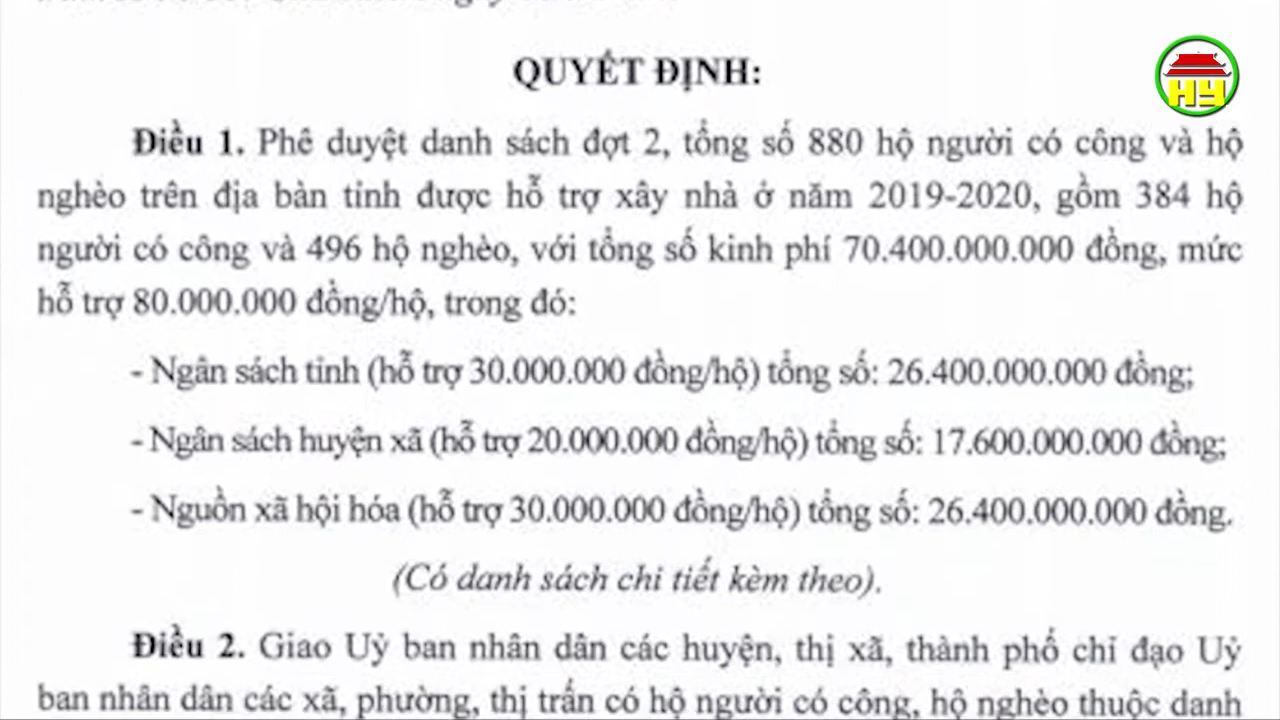 QUYẾT ĐỊNH:
HY
Điều 1. Phê duyệt danh sách đợt 2, tổng số 880 hộ người có công và hộ
nghèo trên địa bàn tỉnh được hỗ trợ xây nhà ở năm 2019-2020, gồm 384 hộ
người có công và 496 hộ nghèo, với tổng số kinh phí 70.400.000.000 đồng, mức
hỗ trợ 80.000.000 đồng/hộ, trong đó:
- Ngân sách tỉnh (hỗ trợ 30.000.000 đồng/hộ) tổng số: 26.400.000.000 đồng;
- Ngân sách huyện xã (hỗ trợ 20.000.000 đồng/hộ) tổng số: 17.600.000.000 đồng;
- Nguồn xã hội hóa (hỗ trợ 30.000.000 đồng/hộ) tổng số: 26.400.000.000 đồng.
(Có danh sách chi tiết kèm theo).
Điều 2. Giao Uỷ ban nhân dân các huyện, thị xã, thành phố chỉ đạo Uỷ
ban nhân dân các xã, phường, thị trấn có hộ người có công, hộ nghèo thuộc danh